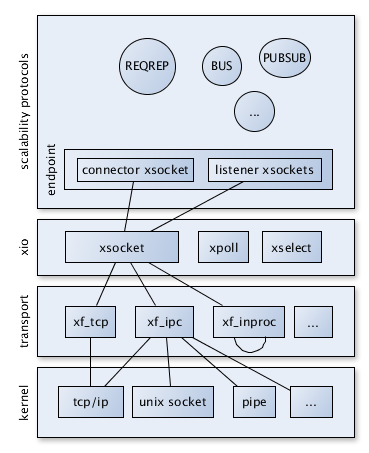 scalability protocols
REQREP
BUS
PUBSUB
...
endpoint
connector xsocket
listener xsockets
xio
xsocket
xpoll
xselect
transport
xf_tcp
xf_ipc
xf_inproc
...
kernel
tcp/ip
unix socket
pipe
...